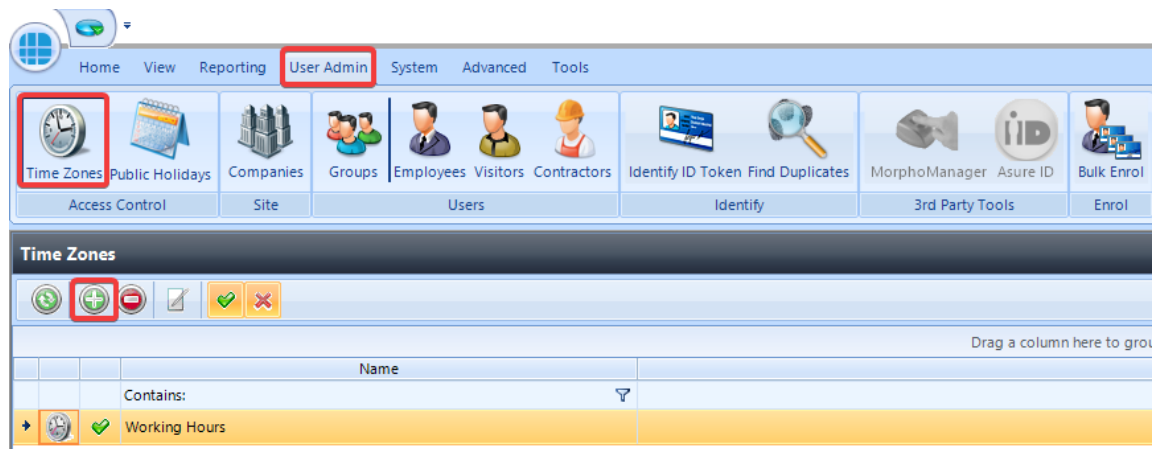 Home View Reporting User Admin System Advanced Tools
Time Zones Public Holidays Companies Groups Employees Visitors Contractors Identify ID Token Find Duplicates MorphoManager Asure ID Bulk Enrol
Access Control Site Users Identify 3rd Party Tools Enrol
Time Zones
Drag a column here to grou
Name
Contains:
Working Hours